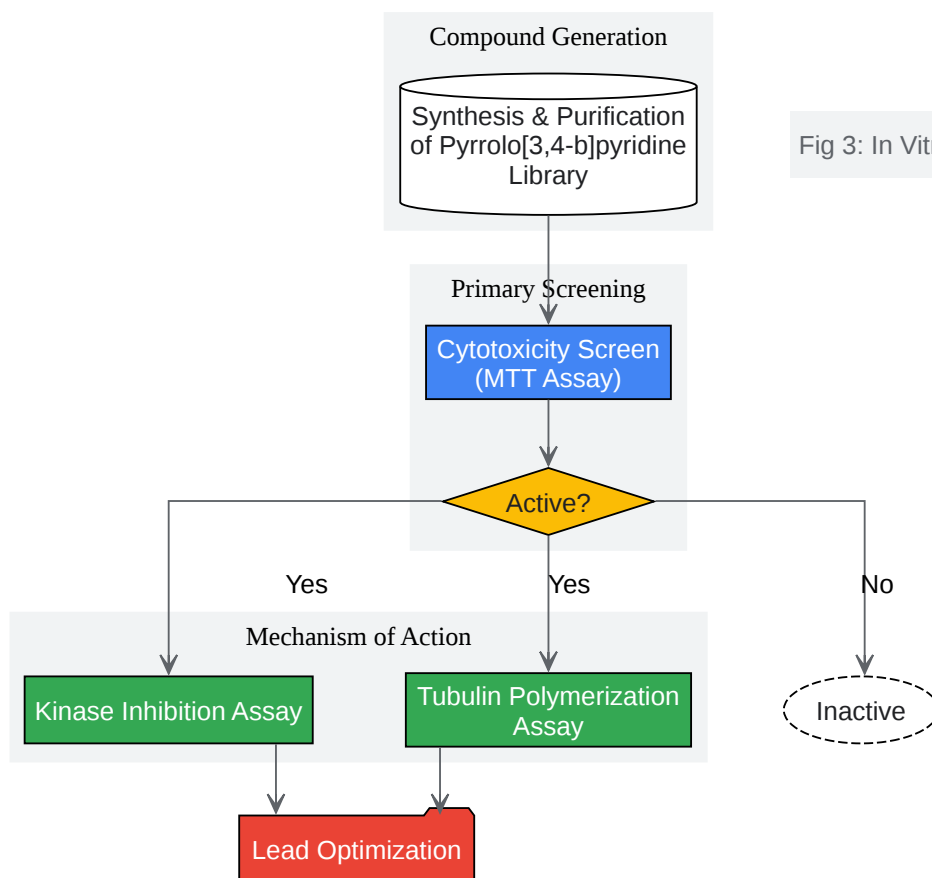 Compound Generation
Synthesis & Purification
of Pyrrolo[3,4-b]pyridine
Library
Fig 3: In Vit
Primary Screening
Cytotoxicity Screen
(MTT Assay)
Active?
Yes
Yes
No
Mechanism of Action
Kinase Inhibition Assay
Tubulin Polymerization
Assay
Inactive
Lead Optimization